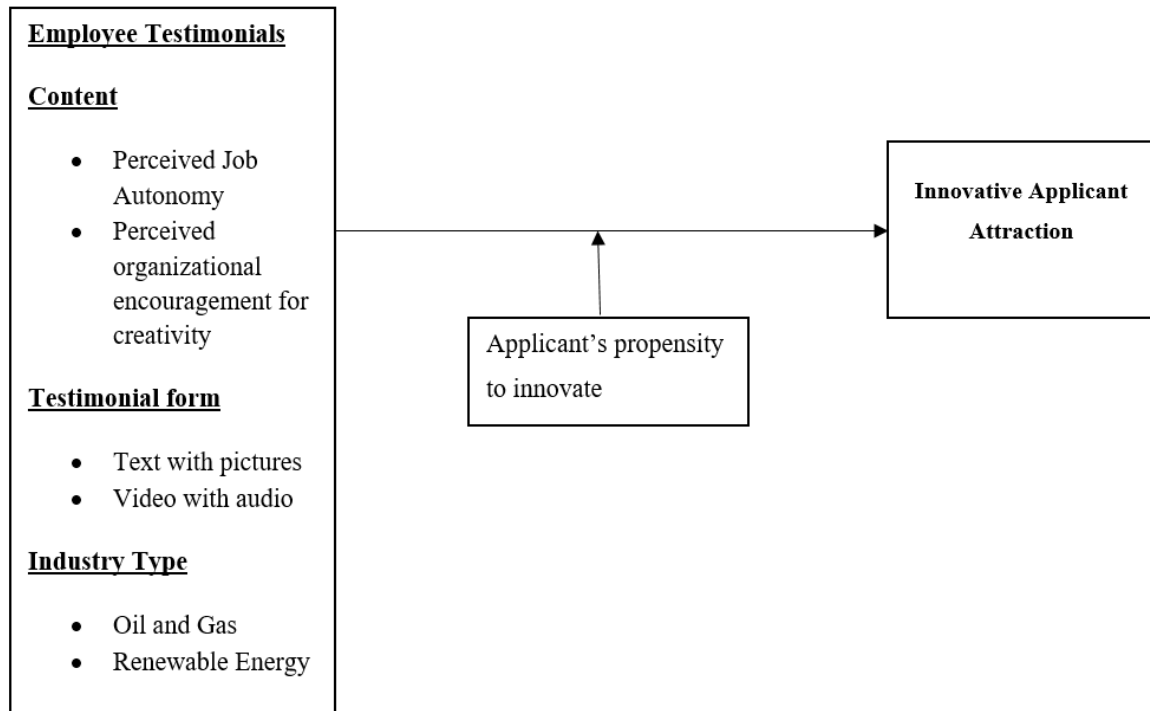 Employee Testimonials
Content
• Perceived Job
Autonomy
• Perceived
organizational
encouragement for
creativity
Testimonial form
• Text with pictures
• Video with audio
Industry Type
• Oil and Gas
• Renewable Energy
Applicant’s propensity
to innovate
Innovative Applicant
Attraction